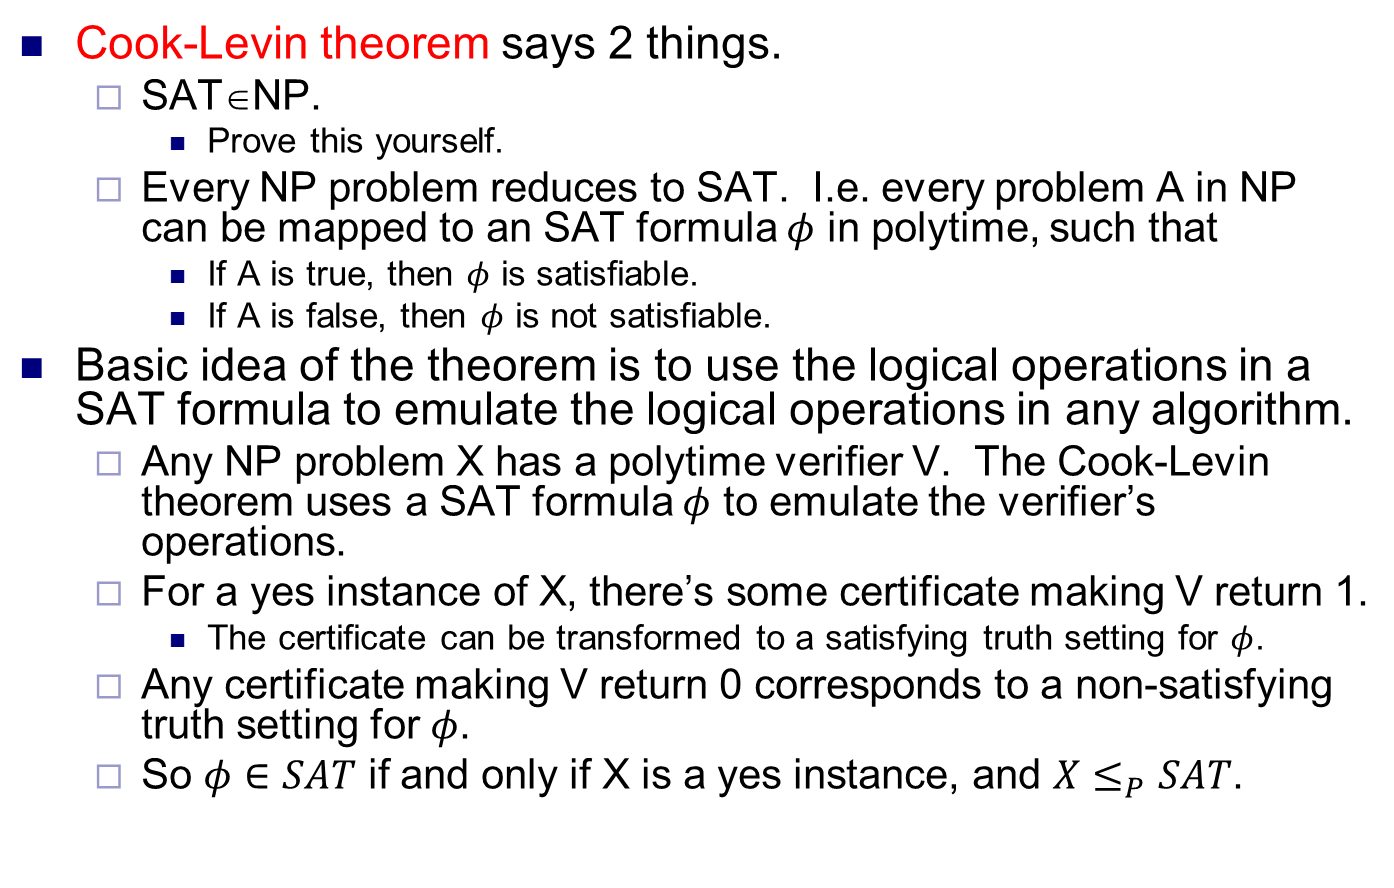 Cook-Levin theorem says 2 things.
SAT∈NP.
Prove this yourself.
Every NP problem reduces to SAT.  I.e. every problem A in NP
can be mapped to an SAT formula ϕ in polytime, such that
If A is true, then ϕ is satisfiable.
If A is false, then ϕ is not satisfiable.
Basic idea of the theorem is to use the logical operations in a
SAT formula to emulate the logical operations in any algorithm.
Any NP problem X has a polytime verifier V.  The Cook-Levin
theorem uses a SAT formula ϕ to emulate the verifier’s
operations.
For a yes instance of X, there’s some certificate making V return 1.
The certificate can be transformed to a satisfying truth setting for ϕ.
Any certificate making V return 0 corresponds to a non-satisfying
truth setting for ϕ.
So ϕ ∈ SAT if and only if X is a yes instance, and X ≤P SAT.